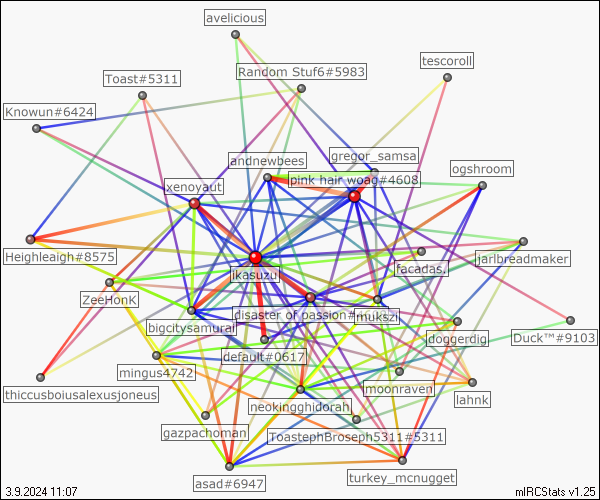 avelicious
tescoroll
Random Stuf6#5983
Toast#5311
Knowun#6424
gregor_samsa
andnewbees
ogshroom
pink hair woag#4608
xenoyaut
Heighleaigh#8575
jarlbreadmaker
facadas.
ikasuzu
ZeeHonK
disaster of passion#
mukszi
bigcitysamurai
doggerdig
Duck™#9103
default#0617
mingus4742
moonraven
thiccusboiusalexusjoneus
lahnk
neokingghidorah
gazpachoman
ToastephBroseph5311#5311
turkey_mcnugget
asad#6947
3.9.2024 11:07
mIRCStats v1.25